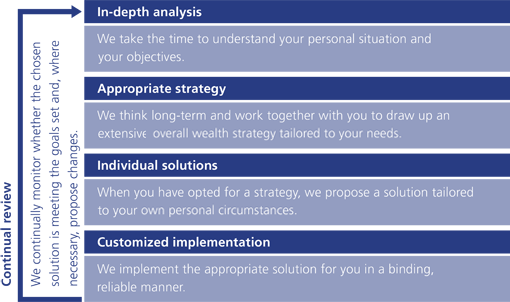 In-depth analysis
We take the time to understand your personal situation and
your objectives.
Appropriate strategy
We think long-term and work together with you to draw up an
extensive overall wealth strategy tailored to your needs.
Individual solutions
When you have opted for a strategy, we propose a solution tailored
to your own personal circumstances.
Customized implementation
We implement the appropriate solution for you in a binding,
reliable manner.
Continual review
We continually monitor whether the chosen
solution is meeting the goals set and, where
necessary, propose changes.